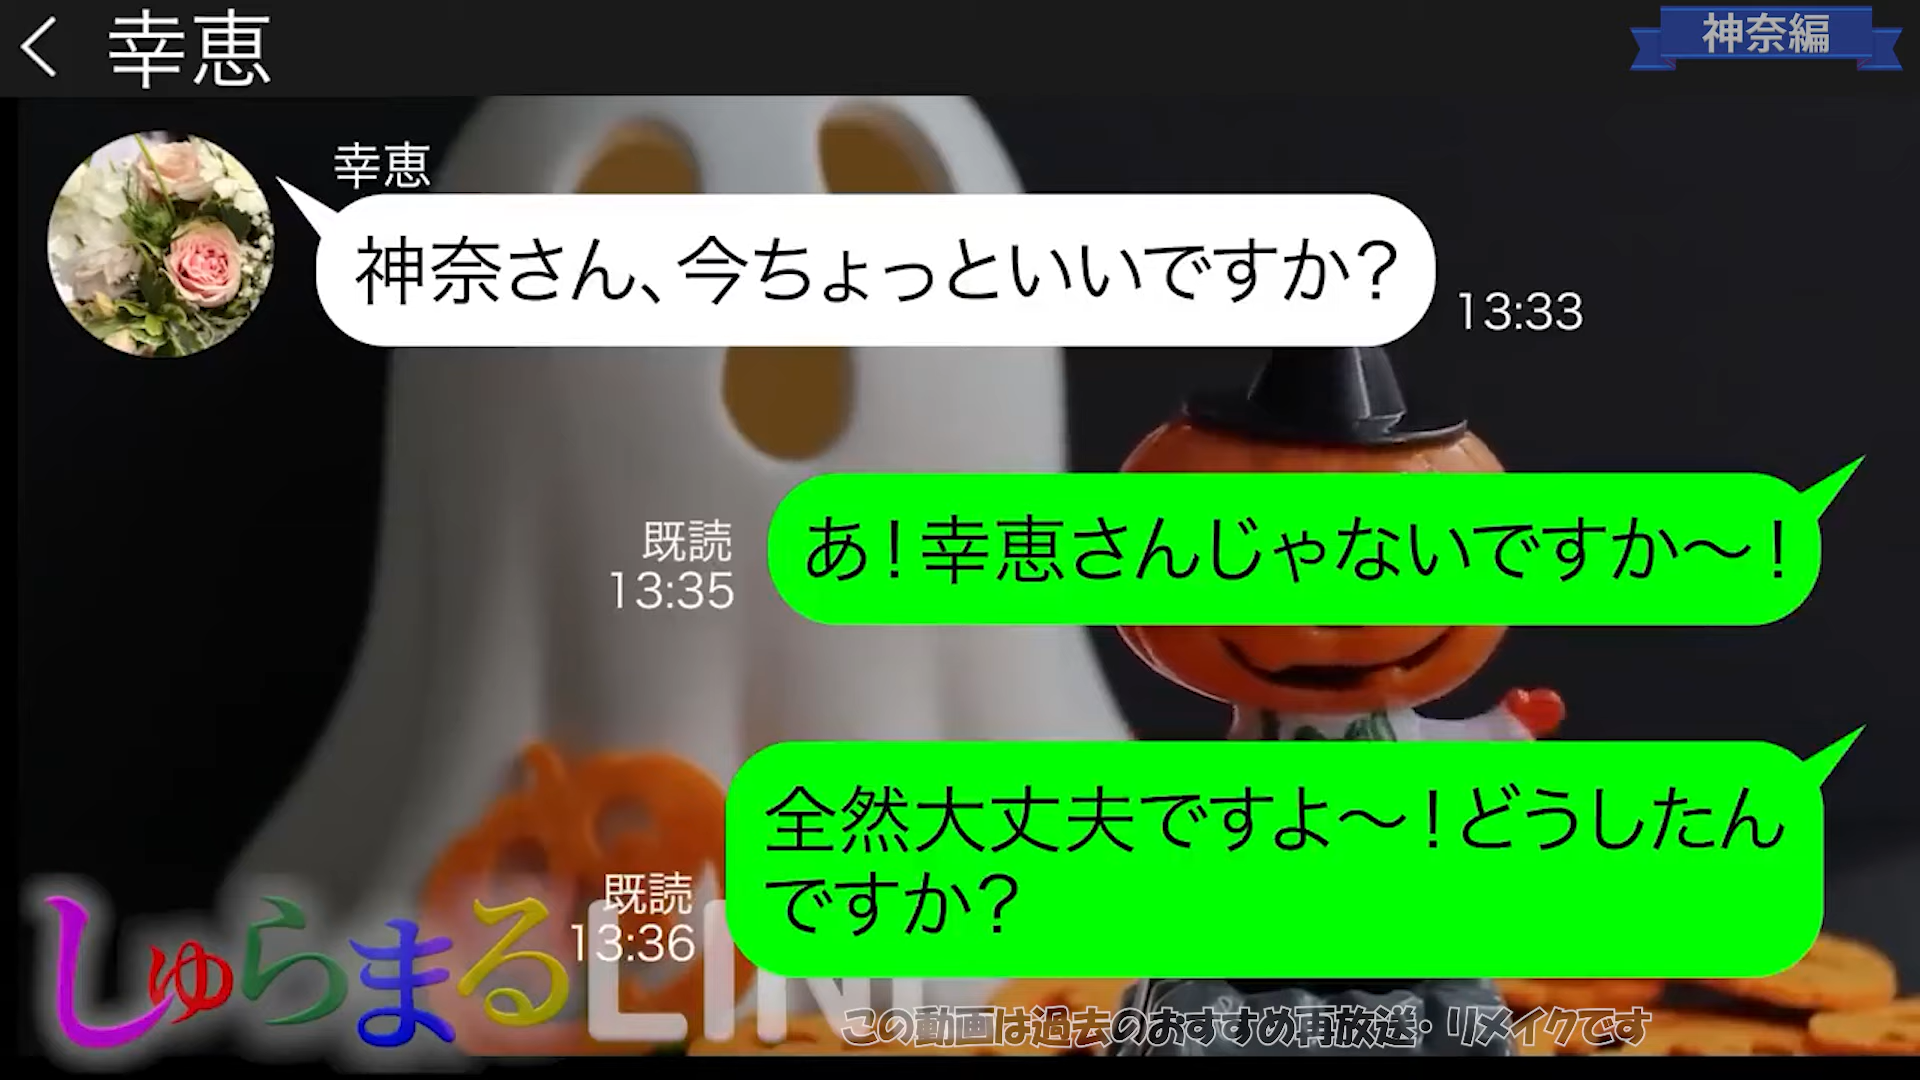 幸恵
神奈編
幸恵
神奈さん、今ちょっといいですか?
13:33
あ!幸恵さんじゃないですか〜!
既読
13:35
全然大丈夫ですよ〜!どうしたん
ですか?
既読
13:36
しゅらまるLINE
この動画は過去のおすすめ再放送・リメイクです